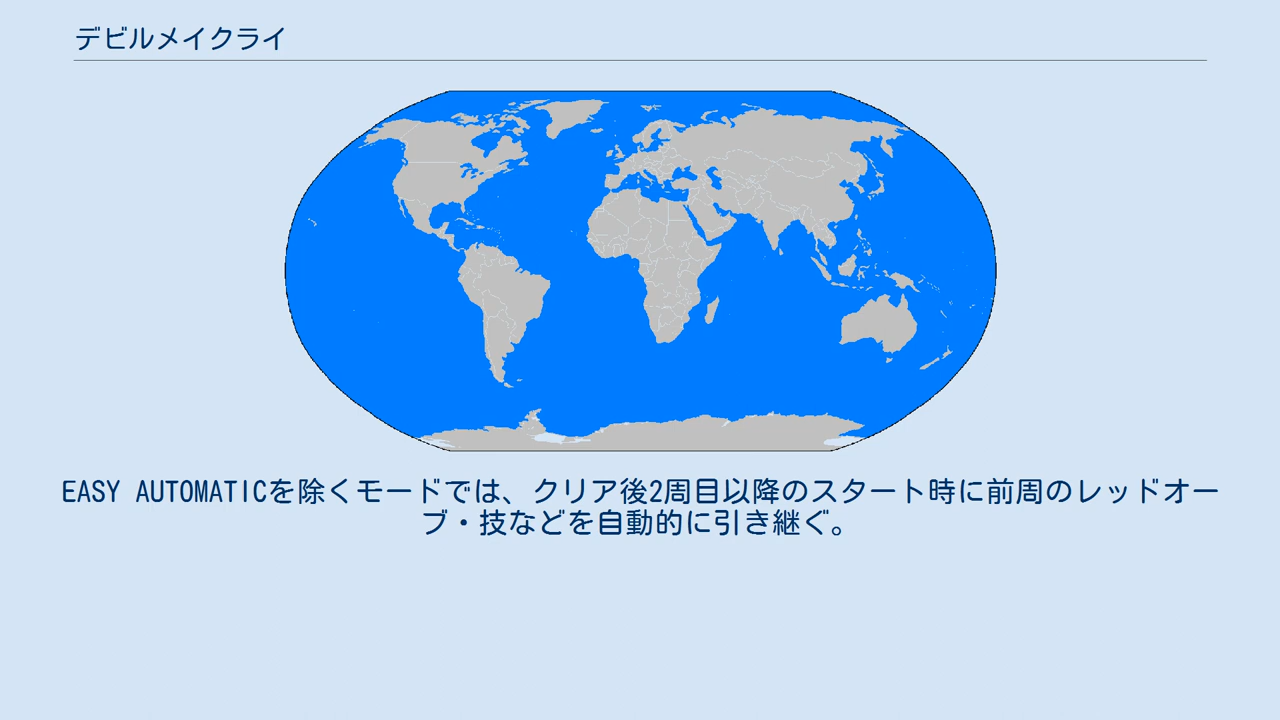 デビルメイクライ
EASY AUTOMATICを除くモードでは、クリア後2周目以降のスタート時に前周のレッドオー
ブ・技などを自動的に引き継ぐ。